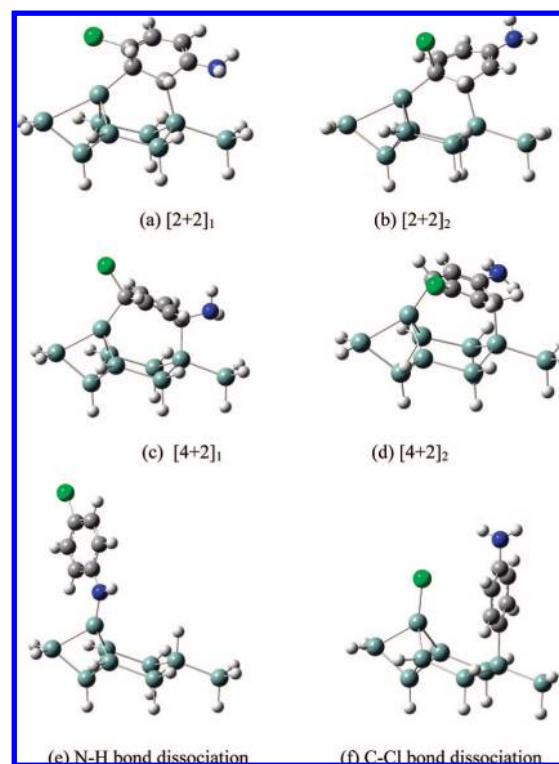 (a) [2+2]₁
(b) [2+2]₂
(c) [4+2]₁
(d) [4+2]₂
(e) N-H bond dissociation
(f) C-Cl bond dissociation